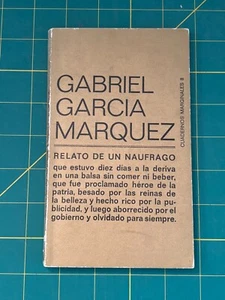 GABRIEL
GARCIA
MARQUEZ
CUADERNOS MARGINALES 8
RELATO DE UN NAUFRAGO
que estuvo diez días a la deriva
en una balsa sin comer ni beber,
que fue proclamado héroe de la
patria, besado por las reinas de
la belleza y hecho rico por la pu-
blicidad, y luego aborrecido por el
gobierno y olvidado para siempre.